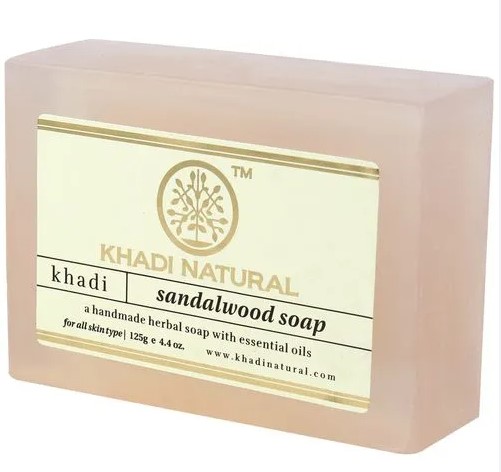 TM
KHADI NATURAL
khadi
sandalwood soap
a handmade herbal soap with essential oils
for all skin type | 125g e 4.4 oz.
www.khadinatural.com